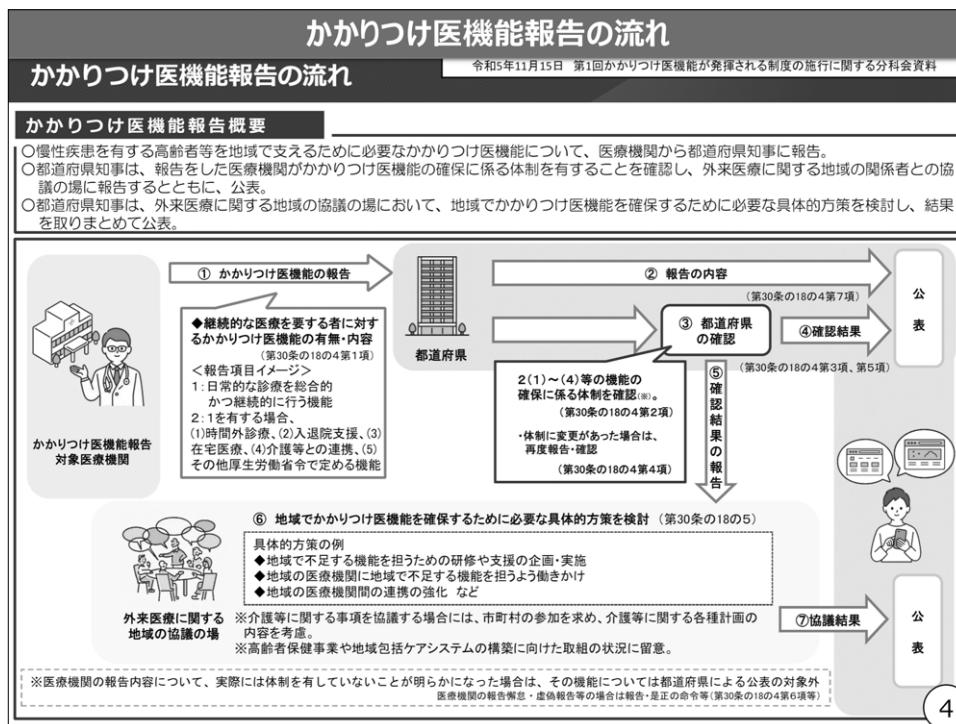 かかりつけ医機能報告の流れ
かかりつけ医機能報告の流れ
令和5年11月15日 第1回かかりつけ医機能が発揮される制度の施行に関する分科会資料
かかりつけ医機能報告概要
○慢性疾患を有する高齢者等を地域で支えるために必要なかかりつけ医機能について、医療機関から都道府県知事に報告。
○都道府県知事は、報告をした医療機関がかかりつけ医機能の確保に係る体制を有することを確認し、外来医療に関する地域の関係者との協
議の場に報告するとともに、公表。
○都道府県知事は、外来医療に関する地域の協議の場において、地域でかかりつけ医機能を確保するために必要な具体的方策を検討し、結果
を取りまとめて公表。
かかりつけ医機能報告
対象医療機関
① かかりつけ医機能の報告
◆継続的な医療を要する者に対す
るかかりつけ医機能の有無・内容
(第30条の18の4第1項)
<報告項目イメージ>
1:日常的な診療を総合的
かつ継続的に行う機能
2:1を有する場合、
(1)時間外診療、(2)入退院支援、(3)
在宅医療、(4)介護等との連携、(5)
その他厚生労働省令で定める機能
都道府県
② 報告の内容
(第30条の18の4第7項)
③ 都道府県
の確認
④確認結果
(第30条の18の4第3項、第5項)
公
表
2(1)~(4)等の機能の
確保に係る体制を確認(※)。
(第30条の18の4第2項)
・体制に変更があった場合は、
再度報告・確認
(第30条の18の4第4項)
⑤確認結果の報告
⑥ 地域でかかりつけ医機能を確保するために必要な具体的方策を検討 (第30条の18の5)
具体的方策の例
◆地域で不足する機能を担うための研修や支援の企画・実施
◆地域の医療機関に地域で不足する機能を担うよう働きかけ
◆地域の医療機関間の連携の強化 など
外来医療に関する
地域の協議の場
※介護等に関する事項を協議する場合には、市町村の参加を求め、介護等に関する各種計画の
内容を考慮。
※高齢者保健事業や地域包括ケアシステムの構築に向けた取組の状況に留意。
⑦協議結果
公
表
※医療機関の報告内容について、実際には体制を有していないことが明らかになった場合は、その機能については都道府県による公表の対象外
医療機関の報告懈怠・虚偽報告等の場合は報告・是正の命令等(第30条の18の4第6項等)
4